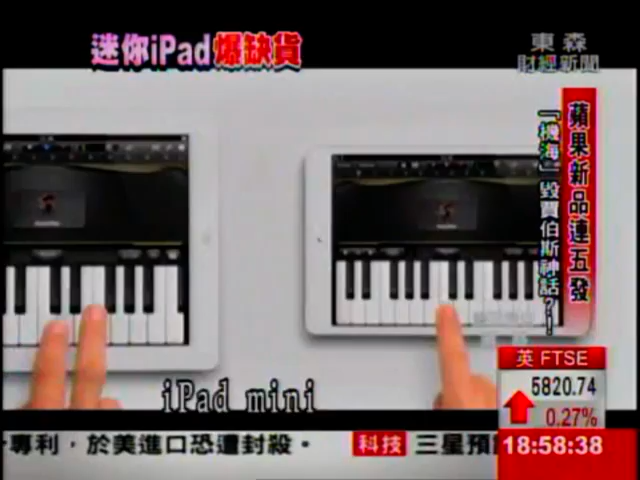 迷你iPad爆缺貨
東森
財經新聞
蘋果新品連五發
「機海」毀賈伯斯神話?!
iPad mini
英 FTSE
5820.74
0.27%
專利，於美進口恐遭封殺。 科技 三星預
18:58:38